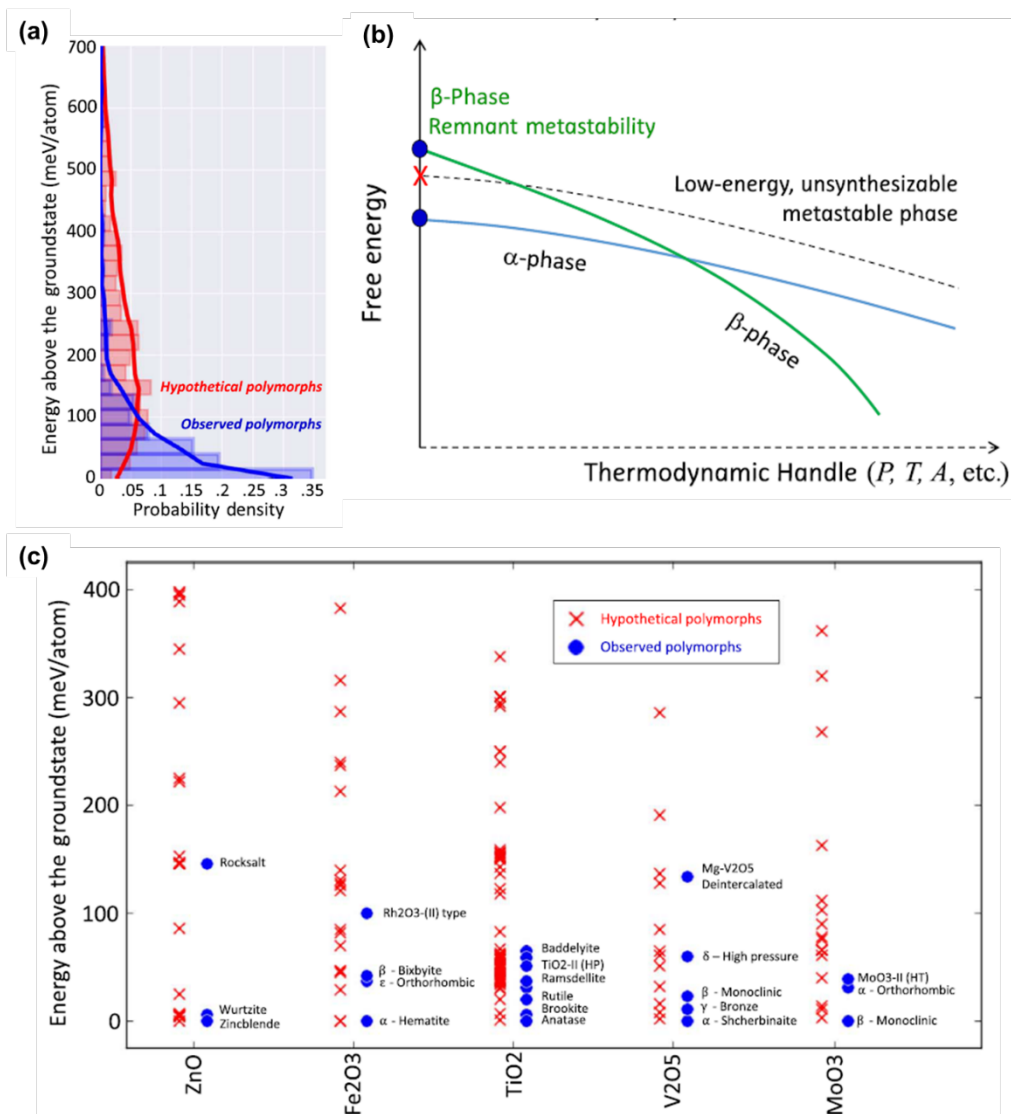 (a)
Energy above the groundstate (meV/atom)
700
600
500
400
300
200
100
0
Hypothetical polymorphs
Observed polymorphs
0 .05 .1 .15 .2 .25 .3 .35
Probability density
(b)
Free energy
β-Phase
Remnant metastability
Low-energy, unsynthesizable
metastable phase
α-phase
β-phase
Thermodynamic Handle (P, T, A, etc.)
(c)
Energy above the groundstate (meV/atom)
400
300
200
100
0
Hypothetical polymorphs
Observed polymorphs
Rocksalt
Wurtzite
Zincblende
Rh2O3-(II) type
β - Bixbyite
ε - Orthorhombic
α - Hematite
Baddelyite
TiO2-II (HP)
Ramsdellite
Rutile
Brookite
Anatase
Mg-V2O5
Deintercalated
δ – High pressure
β - Monoclinic
γ - Bronze
α - Shcherbinaite
MoO3-II (HT)
α - Orthorhombic
β - Monoclinic
ZnO
Fe2O3
TiO2
V2O5
MoO3